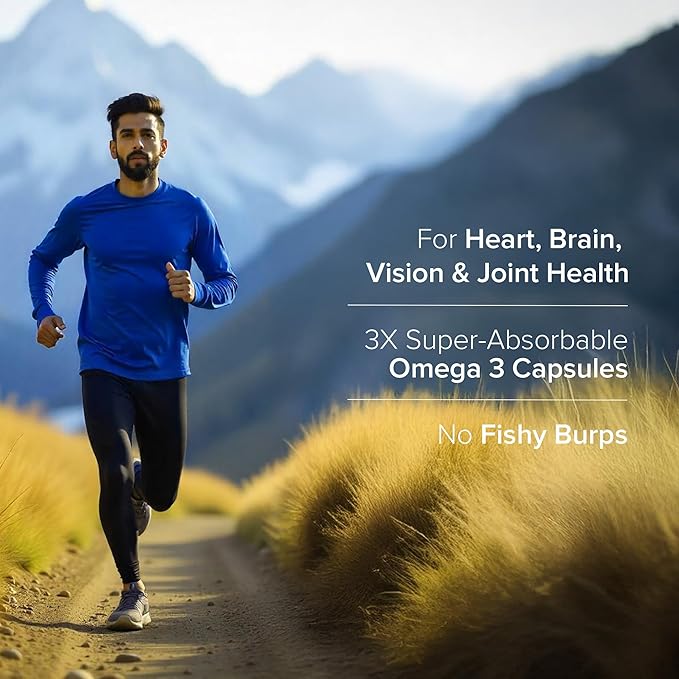 For Heart, Brain,
Vision & Joint Health
3X Super-Absorbable
Omega 3 Capsules
No Fishy Burps